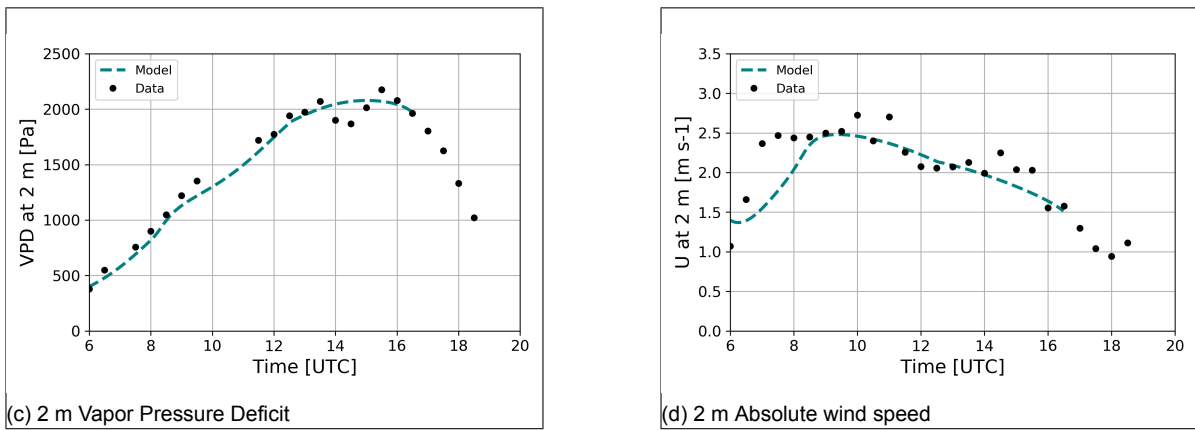 2500
2000
1500
1000
500
0
VPD at 2 m [Pa]
Model
Data
6 8 10 12 14 16 18 20
Time [UTC]
(c) 2 m Vapor Pressure Deficit
3.5
3.0
2.5
2.0
1.5
1.0
0.5
0.0
U at 2 m [m s-1]
Model
Data
6 8 10 12 14 16 18 20
Time [UTC]
(d) 2 m Absolute wind speed